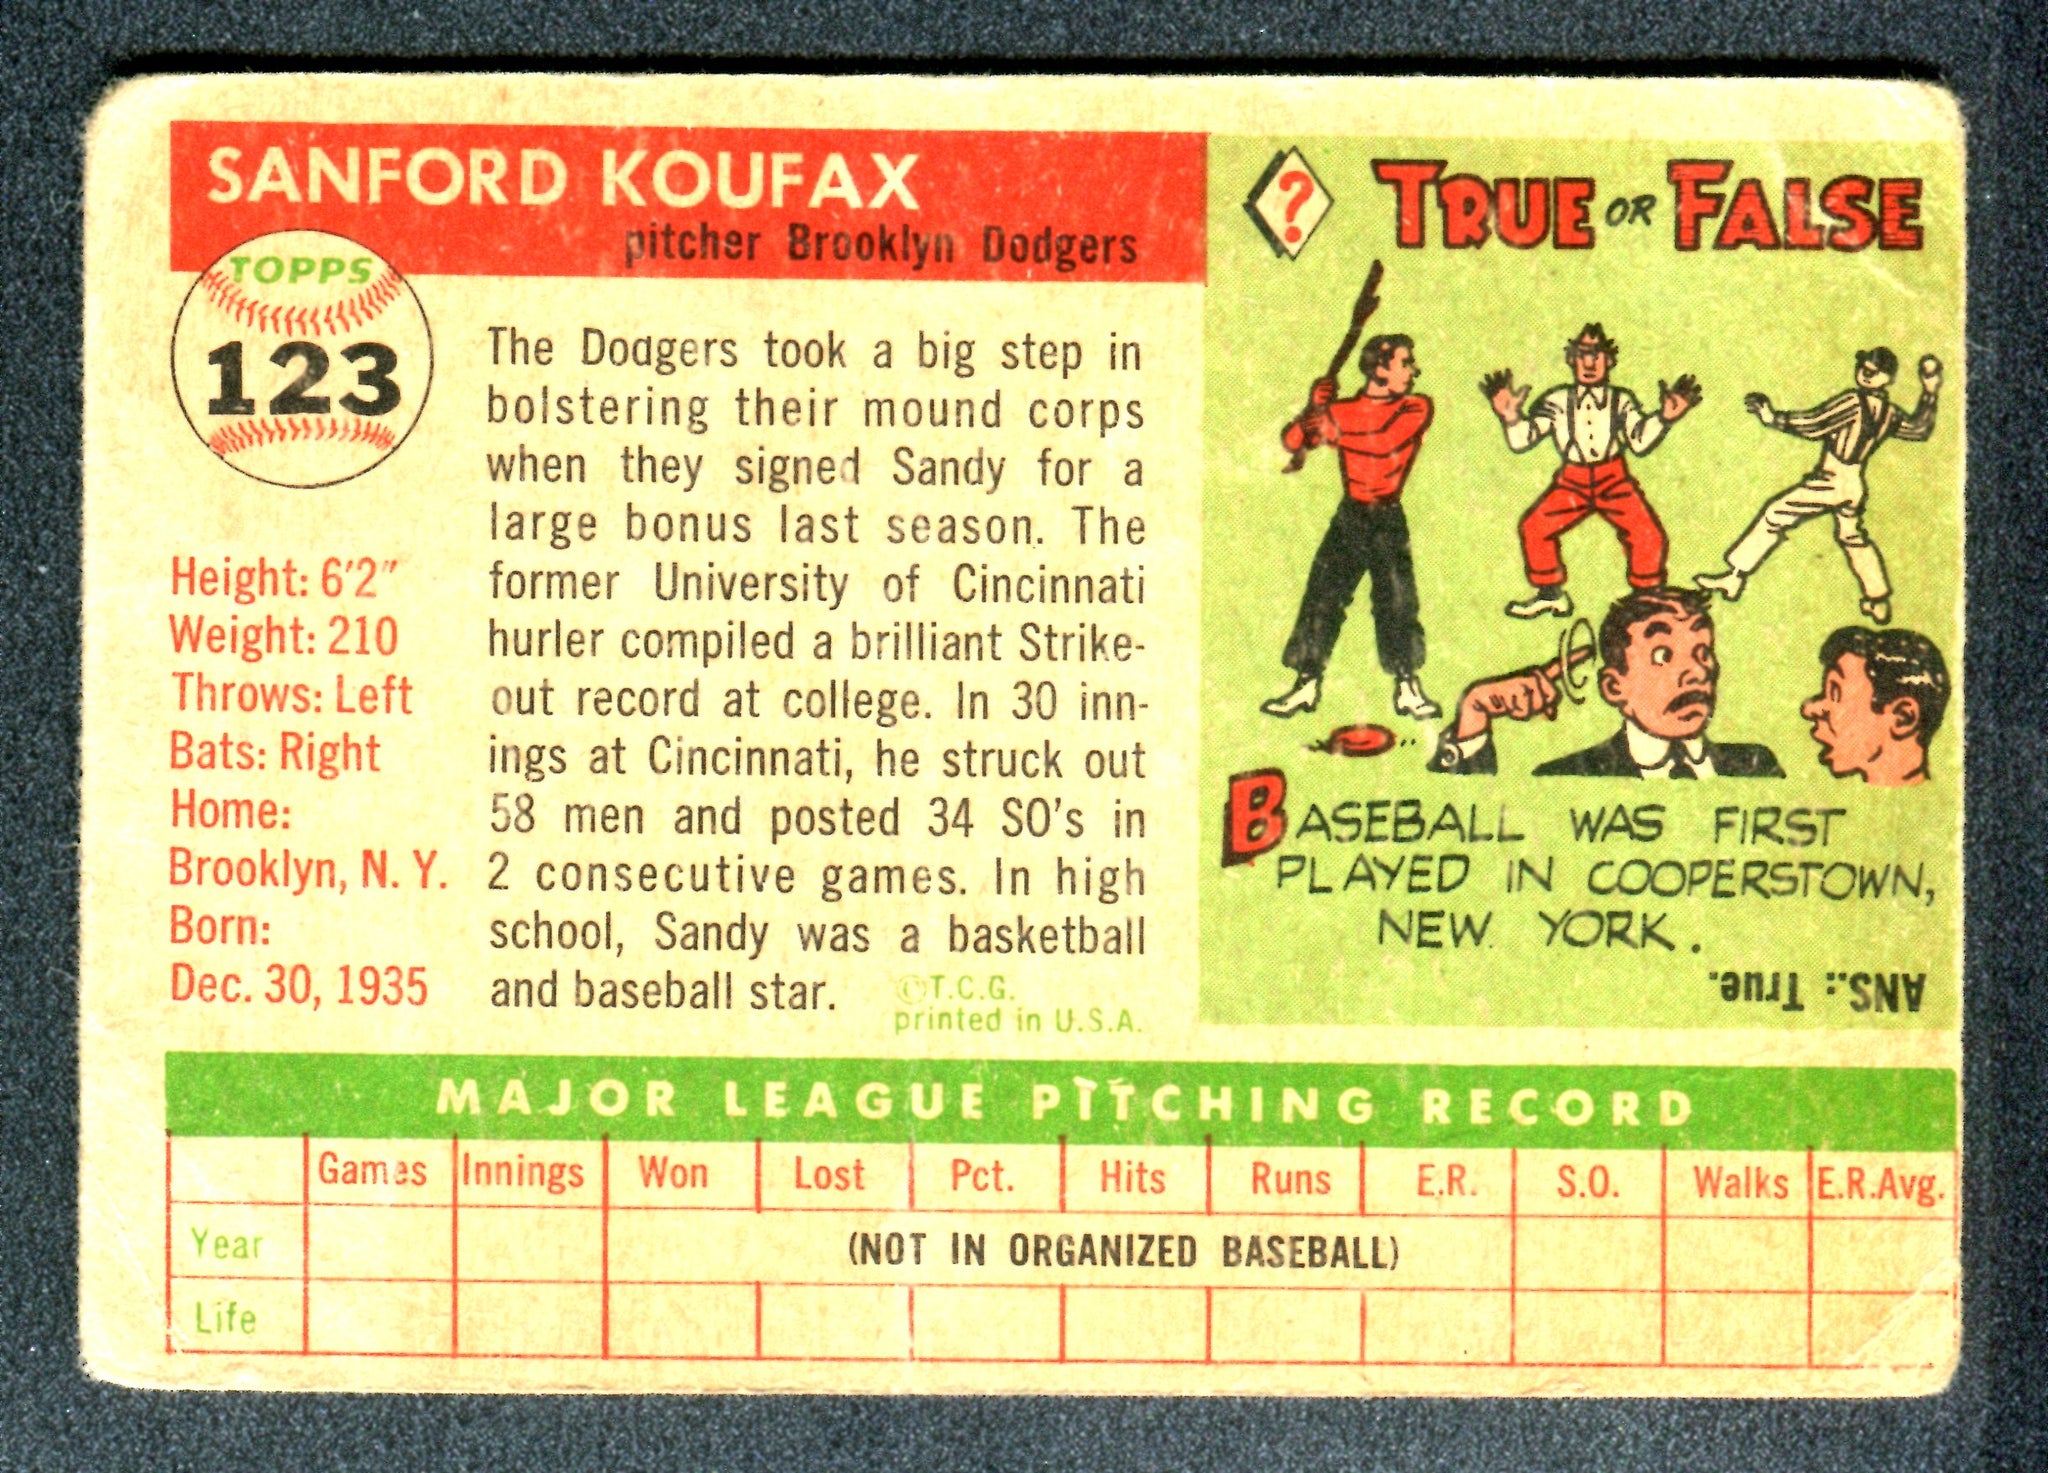 SANFORD KOUFAX
pitcher Brooklyn Dodgers
TOPPS
123
Height: 6'2"
Weight: 210
Throws: Left
Bats: Right
Home:
Brooklyn, N. Y.
Born:
Dec. 30, 1935
The Dodgers took a big step in
bolstering their mound corps
when they signed Sandy for a
large bonus last season. The
former University of Cincinnati
hurler compiled a brilliant Strike-
out record at college. In 30 inn-
ings at Cincinnati, he struck out
58 men and posted 34 SO's in
2 consecutive games. In high
school, Sandy was a basketball
and baseball star.
©T.C.G.
printed in U.S.A.
?
TRUE OR FALSE
BASEBALL WAS FIRST
PLAYED IN COOPERSTOWN,
NEW YORK.
ANS.: True.
MAJOR LEAGUE PITCHING RECORD
Games Innings Won Lost Pct. Hits Runs E.R. S.O. Walks E.R.Avg.
Year (NOT IN ORGANIZED BASEBALL)
Life